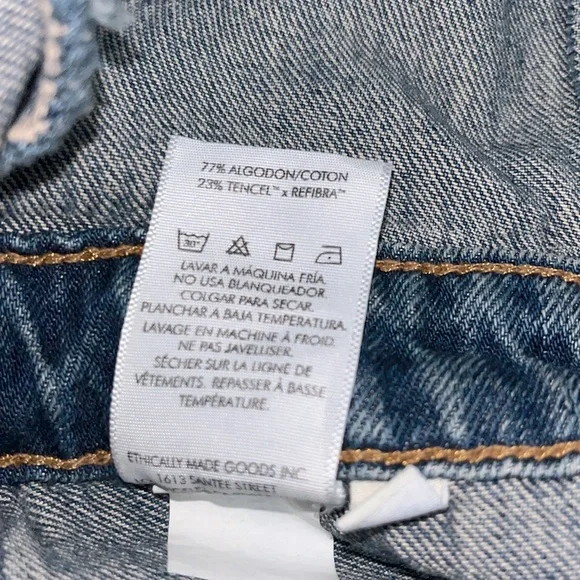 77% ALGODON/COTON
23% TENCEL™ x REFIBRA™
30°
LAVAR A MÁQUINA FRÍA
NO USA BLANQUEADOR.
COLGAR PARA SECAR.
PLANCHAR A BAJA TEMPERATURA.
LAVAGE EN MACHINE À FROID.
NE PAS JAVELLISER.
SÉCHER SUR LA LIGNE DE
VÊTEMENTS. REPASSER À BASSE
TEMPÉRATURE.
ETHICALLY MADE GOODS INC
1613 SANTEE STREET